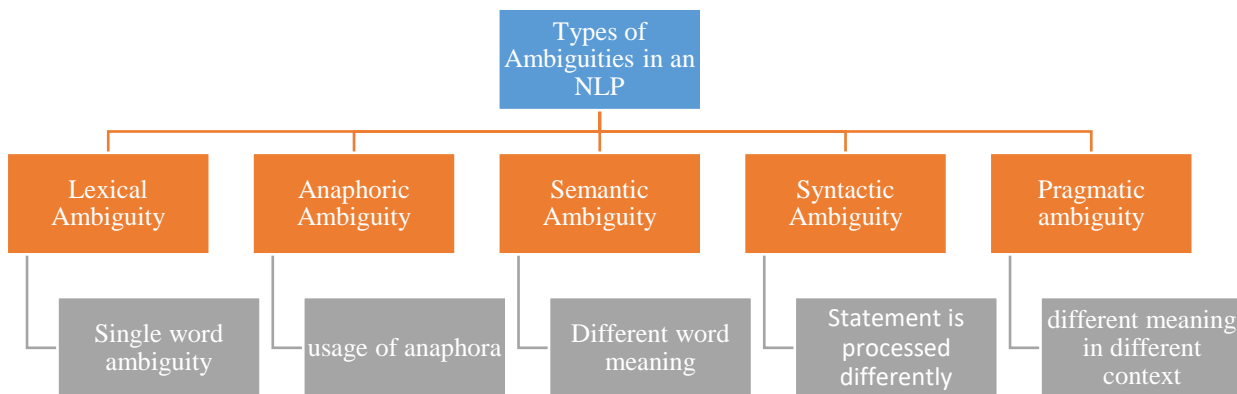 Types of
Ambiguities in an
NLP
Lexical
Ambiguity
Anaphoric
Ambiguity
Semantic
Ambiguity
Syntactic
Ambiguity
Pragmatic
ambiguity
Single word
ambiguity
usage of anaphora
Different word
meaning
Statement is
processed
differently
different meaning
in different
context